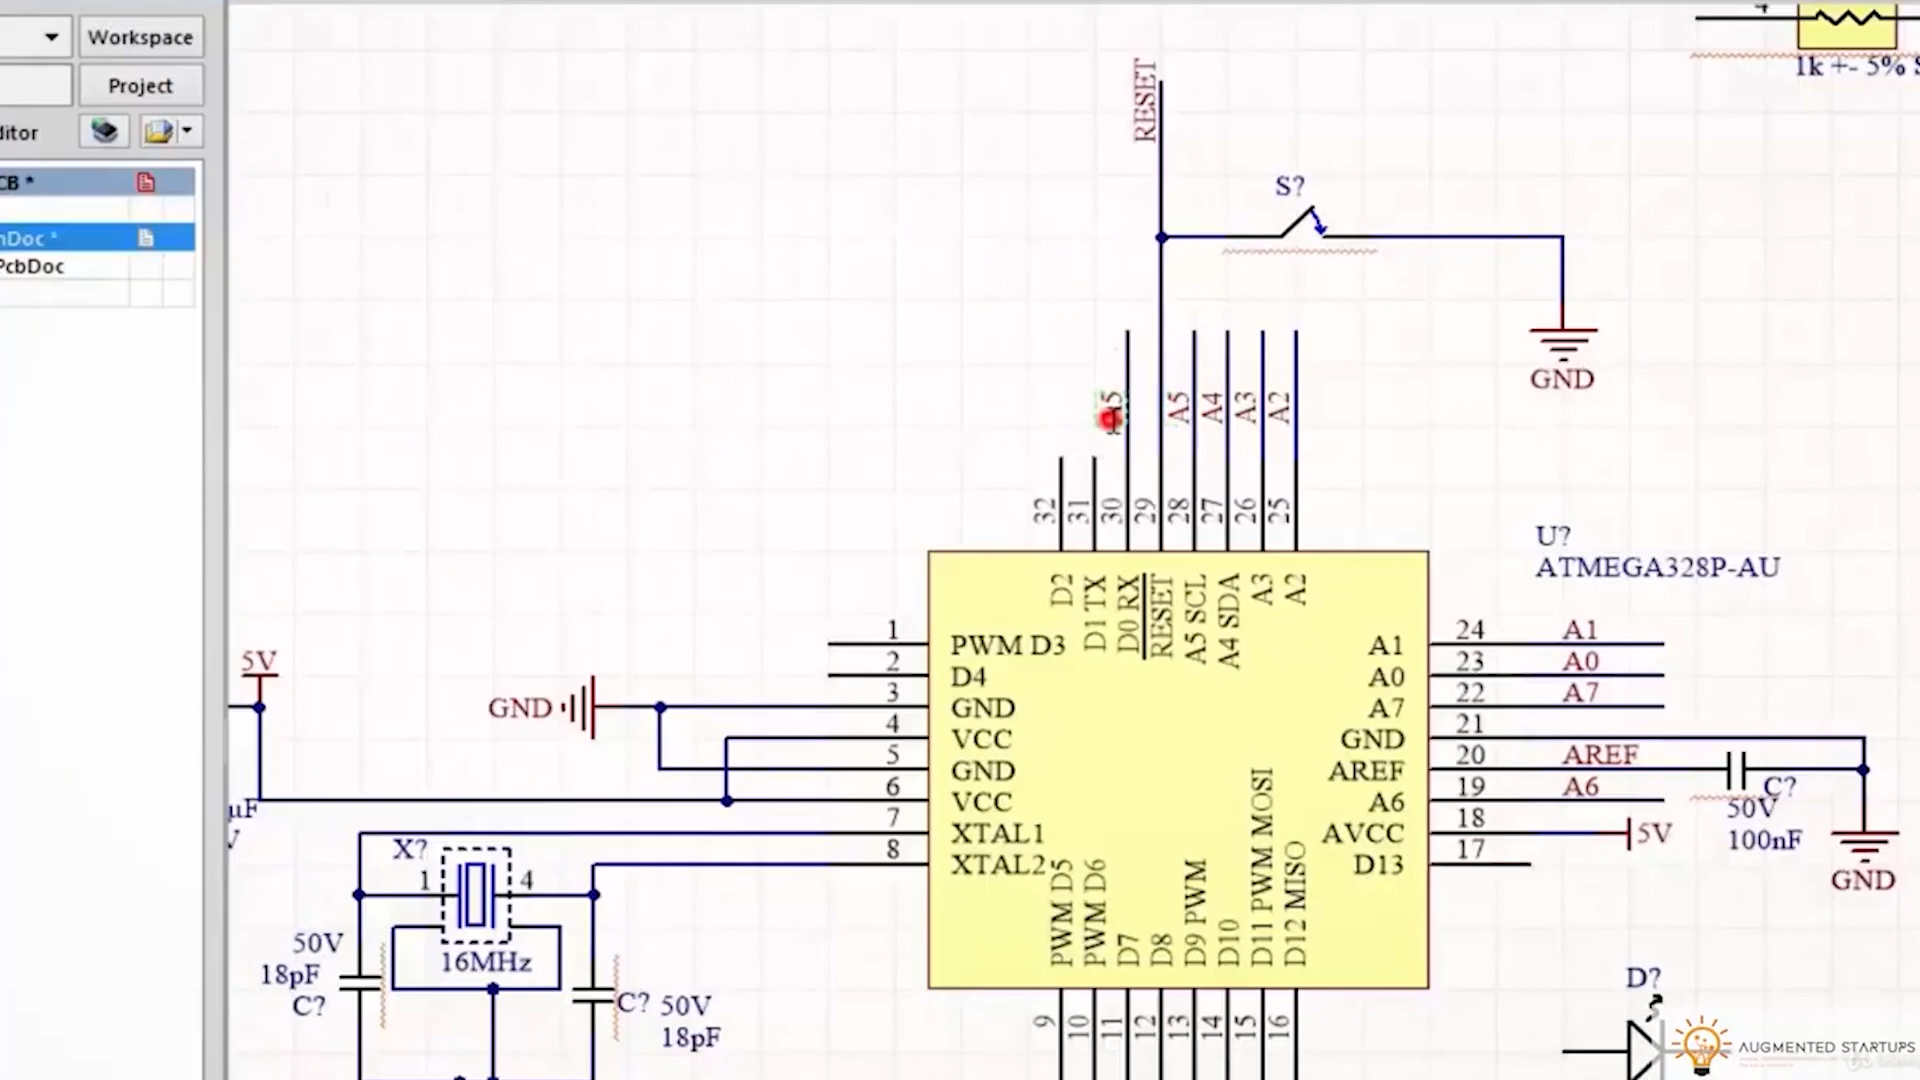 Workspace
Project
ditor
CB *
nDoc *
PcbDoc
4
1k +- 5%
RESET
S?
GND
A5
A4
A3
A2
32
31
30
29
28
27
26
25
U?
ATMEGA328P-AU
D2
D1 TX
D0 RX
RESET
A5 SCL
A4 SDA
A3
A2
1
PWM D3
2
D4
3
GND
4
VCC
5
GND
6
VCC
7
XTAL1
8
XTAL2
A1
24
A1
A0
23
A0
A7
22
A7
GND
21
AREF
20
AREF
A6
19
A6
AVCC
18
5V
D13
17
C?
50V
100nF
GND
5V
GND
µF
V
X?
1
4
16MHz
50V
18pF
C?
C?
50V
18pF
PWM D5
PWM D6
D7
D8
D9 PWM
D10
D11 PWM MOSI
D12 MISO
9
10
11
12
13
14
15
16
D?
AUGMENTED STARTUPS